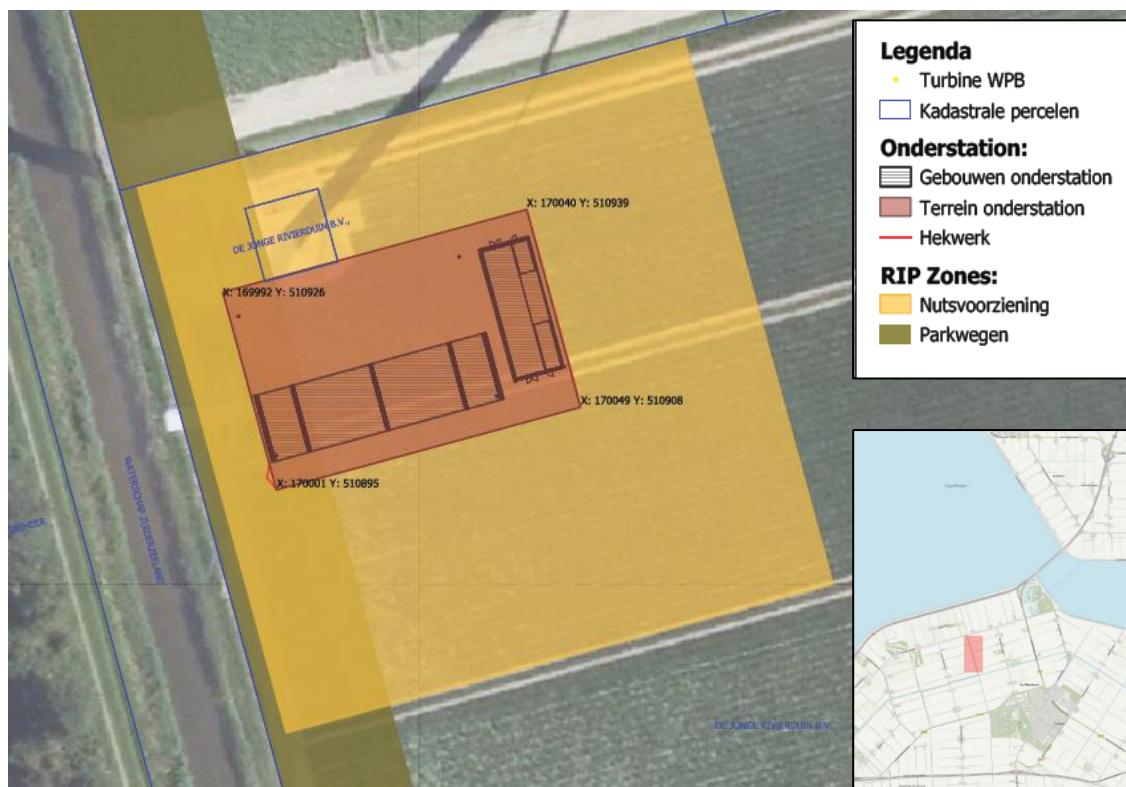 Legenda
Turbine WPB
Kadastrale percelen
Onderstation:
Gebouwen onderstation
Terrein onderstation
Hekwerk
RIP Zones:
Nutsvoorziening
Parkwegen
X: 170040 Y: 510939
DE JONGE RIVIERDUIN B.V.,
X: 169992 Y: 510926
X: 170049 Y: 510908
X: 170001 Y: 510895
WATERSCHAP ZUIDERZEELAND
DE JONGE RIVIERDUIN B.V.,